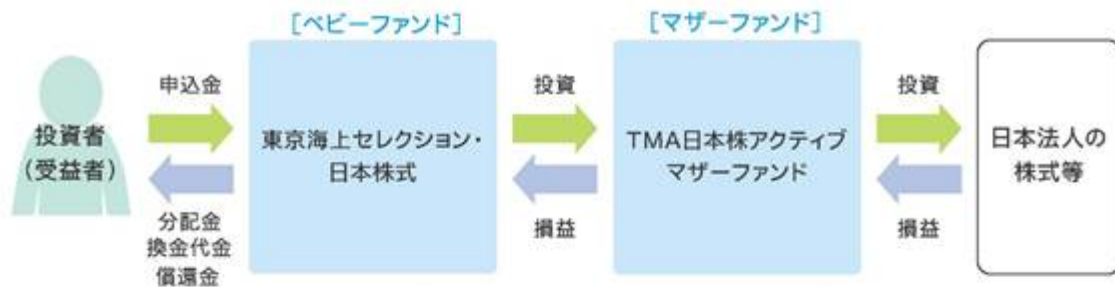 [ベビーファンド]
[マザーファンド]
投資者
(受益者)
申込金
分配金
換金代金
償還金
東京海上セレクション・
日本株式
投資
損益
TMA日本株アクティブ
マザーファンド
投資
損益
日本法人の
株式等